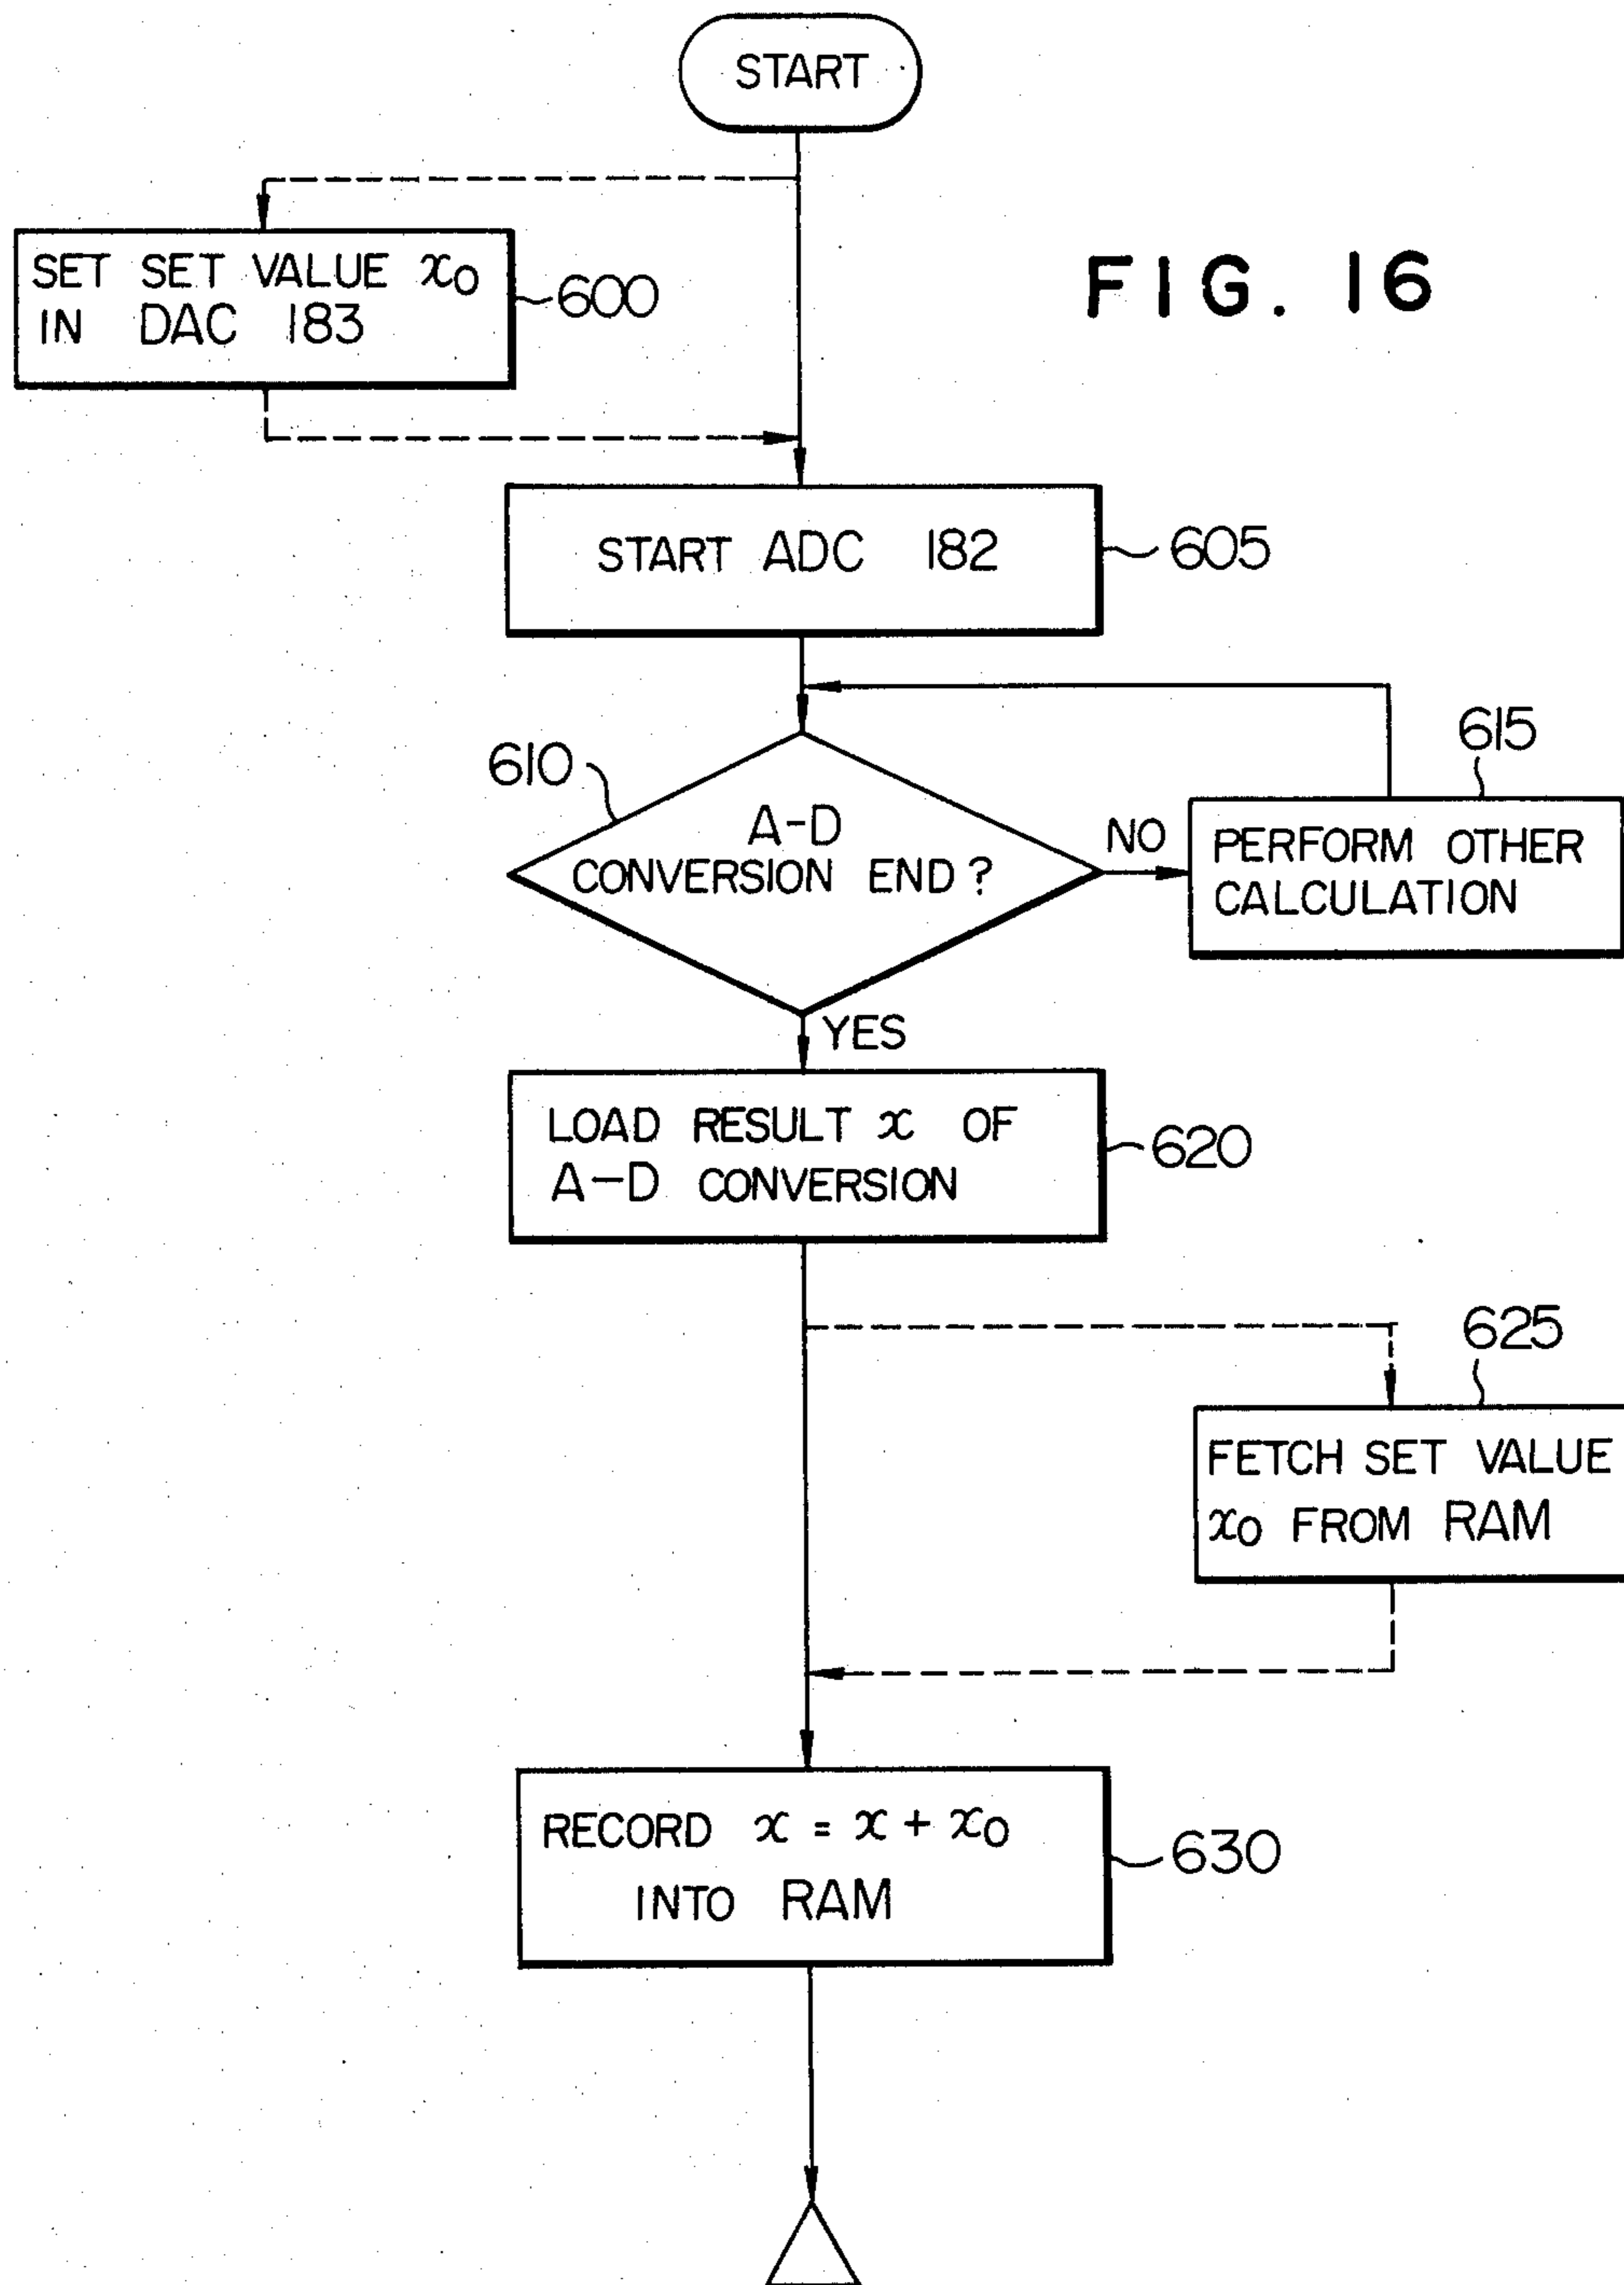 START
SET SET VALUE x0
IN DAC 183
600
FIG. 16
START ADC 182
605
610
A-D
CONVERSION END?
NO
615
PERFORM OTHER
CALCULATION
YES
LOAD RESULT x OF
A-D CONVERSION
620
625
FETCH SET VALUE
x0 FROM RAM
RECORD x = x + x0
INTO RAM
630